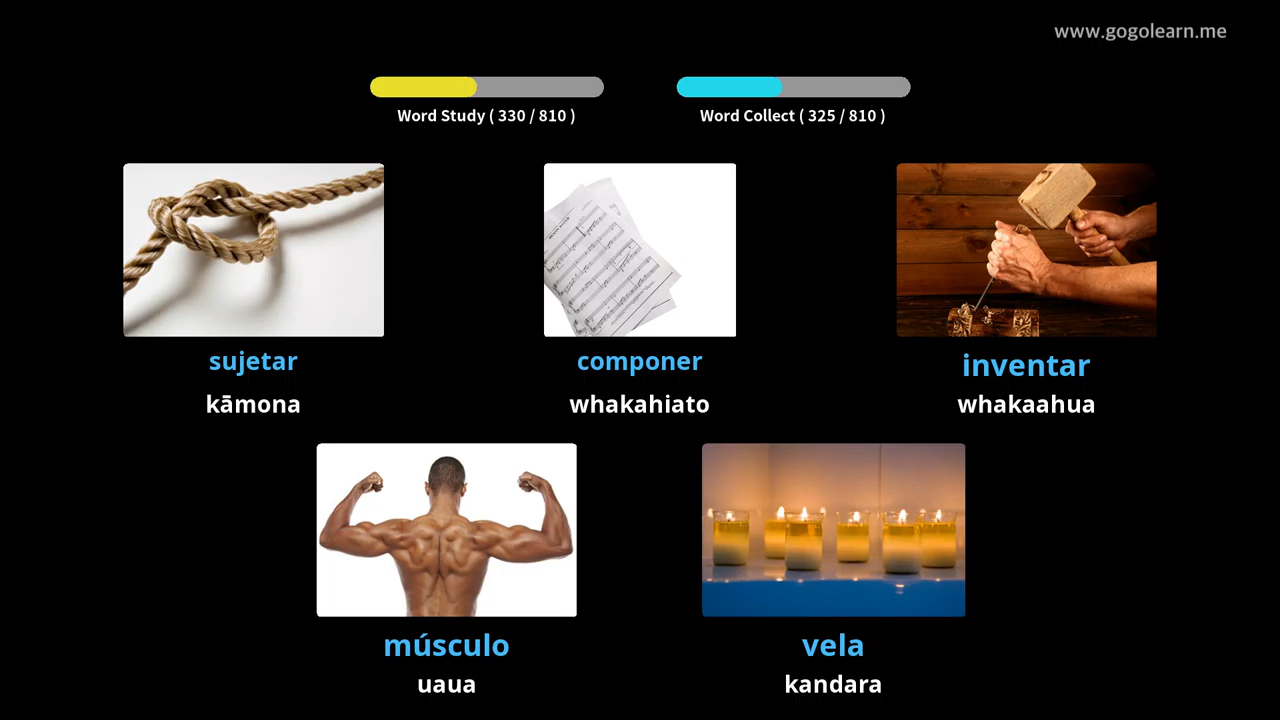 www.gogolearn.me
Word Study ( 330 / 810 )
Word Collect ( 325 / 810 )
sujetar
componer
inventar
kāmona
whakahiato
whakaahua
músculo
vela
uaua
kandara